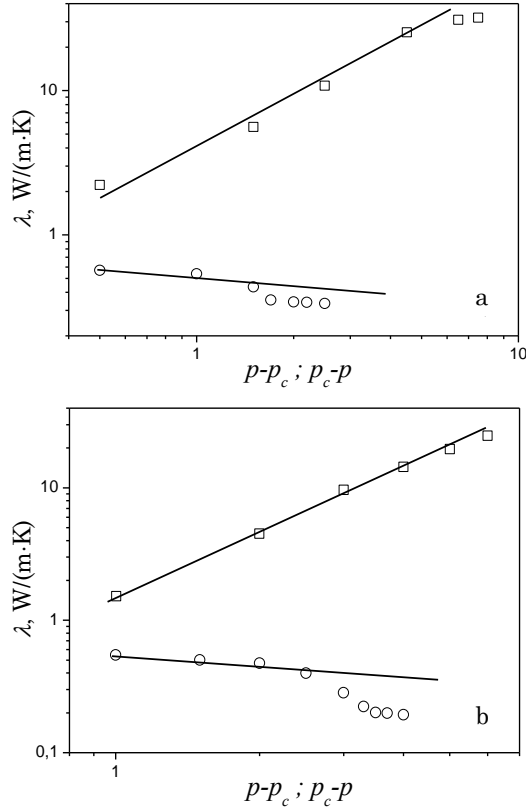 10
1
λ, W/(m·K)
a
1
10
p-p_c ; p_c-p
10
1
0,1
λ, W/(m·K)
b
1
p-p_c ; p_c-p